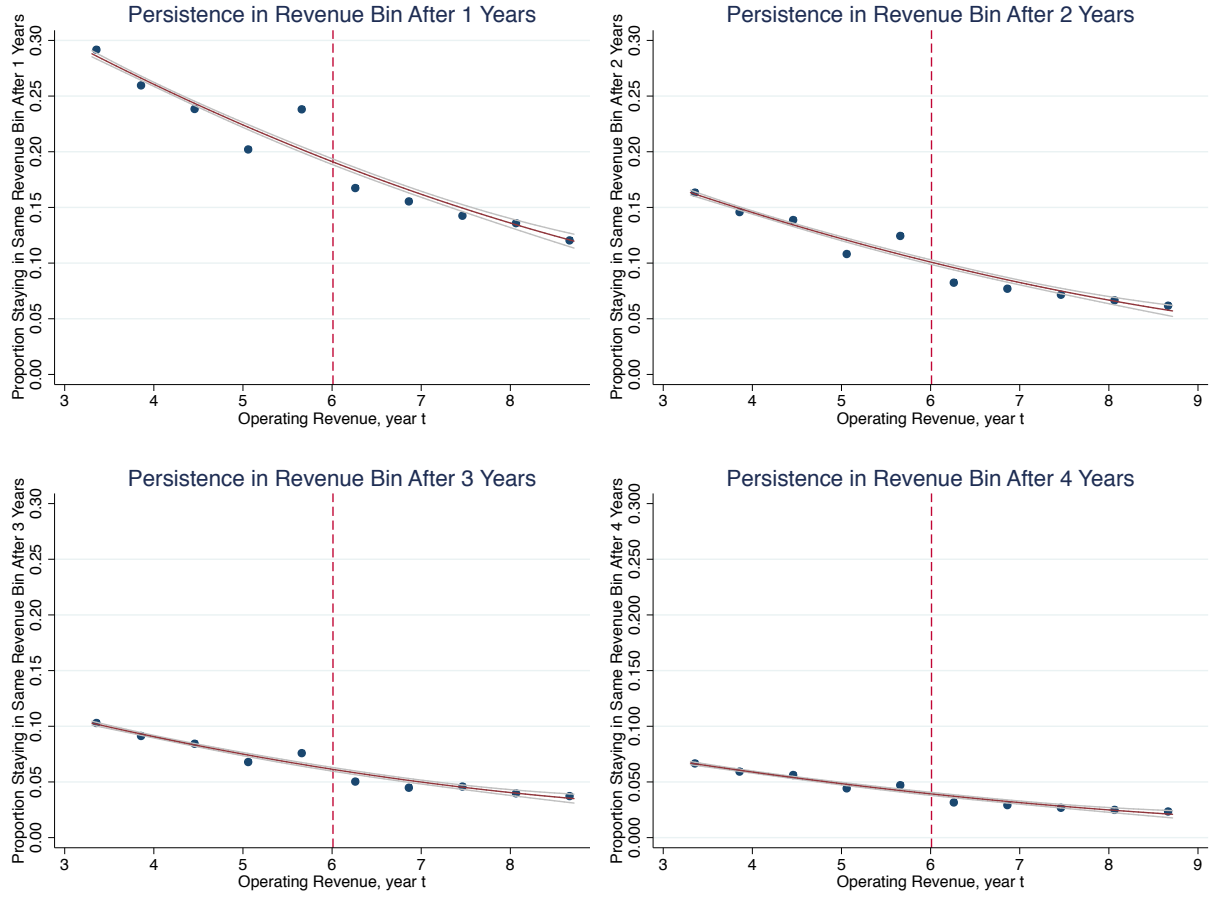 Persistence in Revenue Bin After 1 Years
Proportion Staying in Same Revenue Bin After 1 Years
0.30
0.25
0.20
0.15
0.10
0.05
0.00
3 4 5 6 7 8
Operating Revenue, year t
Persistence in Revenue Bin After 2 Years
Proportion Staying in Same Revenue Bin After 2 Years
0.30
0.25
0.20
0.15
0.10
0.05
0.00
3 4 5 6 7 8 9
Operating Revenue, year t
Persistence in Revenue Bin After 3 Years
Proportion Staying in Same Revenue Bin After 3 Years
0.30
0.25
0.20
0.15
0.10
0.05
0.00
3 4 5 6 7 8
Operating Revenue, year t
Persistence in Revenue Bin After 4 Years
Proportion Staying in Same Revenue Bin After 4 Years
0.300
0.250
0.200
0.150
0.100
0.050
0.000
3 4 5 6 7 8 9
Operating Revenue, year t